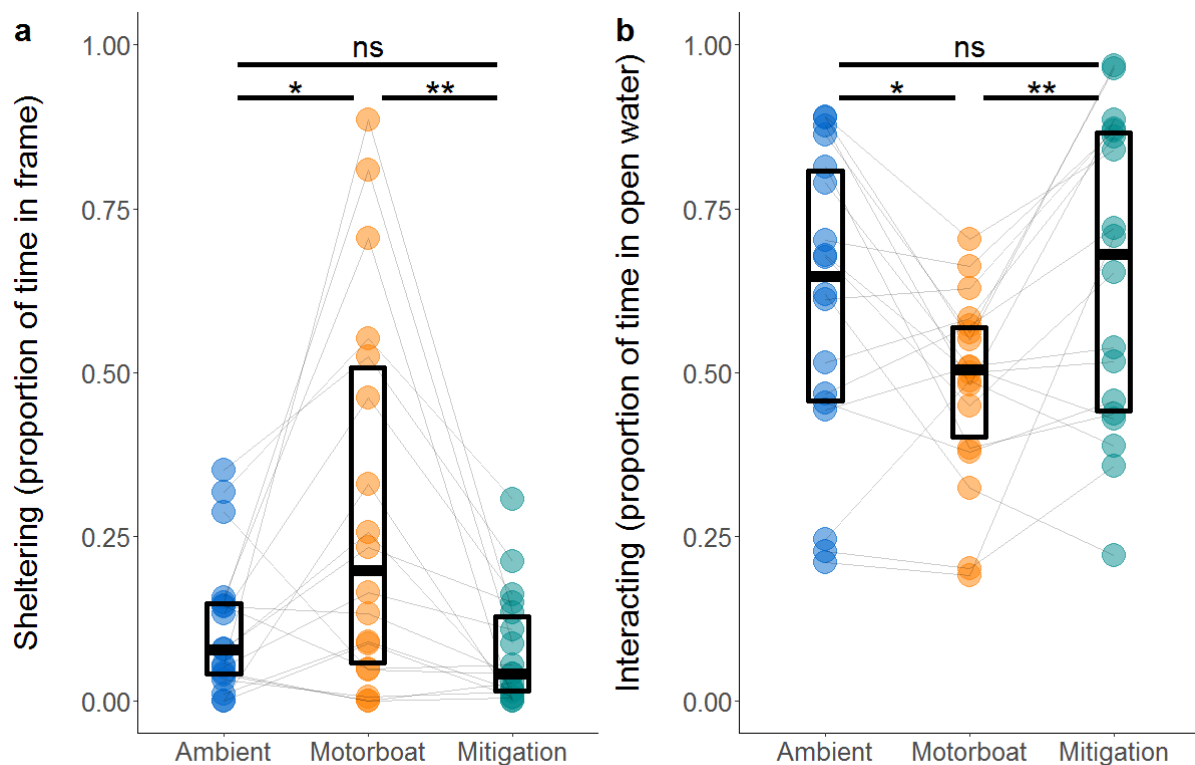 a
Sheltering (proportion of time in frame)
1.00
0.75
0.50
0.25
0.00
ns
*
**
Ambient
Motorboat
Mitigation
b
Interacting (proportion of time in open water)
1.00
0.75
0.50
0.25
0.00
ns
*
**
Ambient
Motorboat
Mitigation